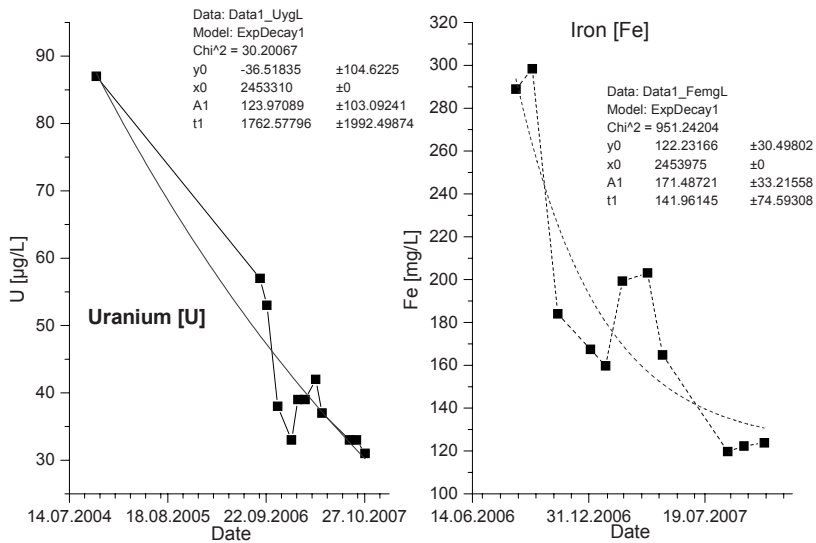 Data: Data1_UygL
Model: ExpDecay1
Chi^2 = 30.20067
y0 -36.51835 ±104.6225
x0 2453310 ±0
A1 123.97089 ±103.09241
t1 1762.57796 ±1992.49874
90
80
70
60
50
40
30
U [µg/L]
Uranium [U]
14.07.2004 18.08.2005 22.09.2006 27.10.2007
Date
Iron [Fe]
Data: Data1_FemgL
Model: ExpDecay1
Chi^2 = 951.24204
y0 122.23166 ±30.49802
x0 2453975 ±0
A1 171.48721 ±33.21558
t1 141.96145 ±74.59308
320
300
280
260
240
220
200
180
160
140
120
100
Fe [mg/L]
14.06.2006 31.12.2006 19.07.2007
Date